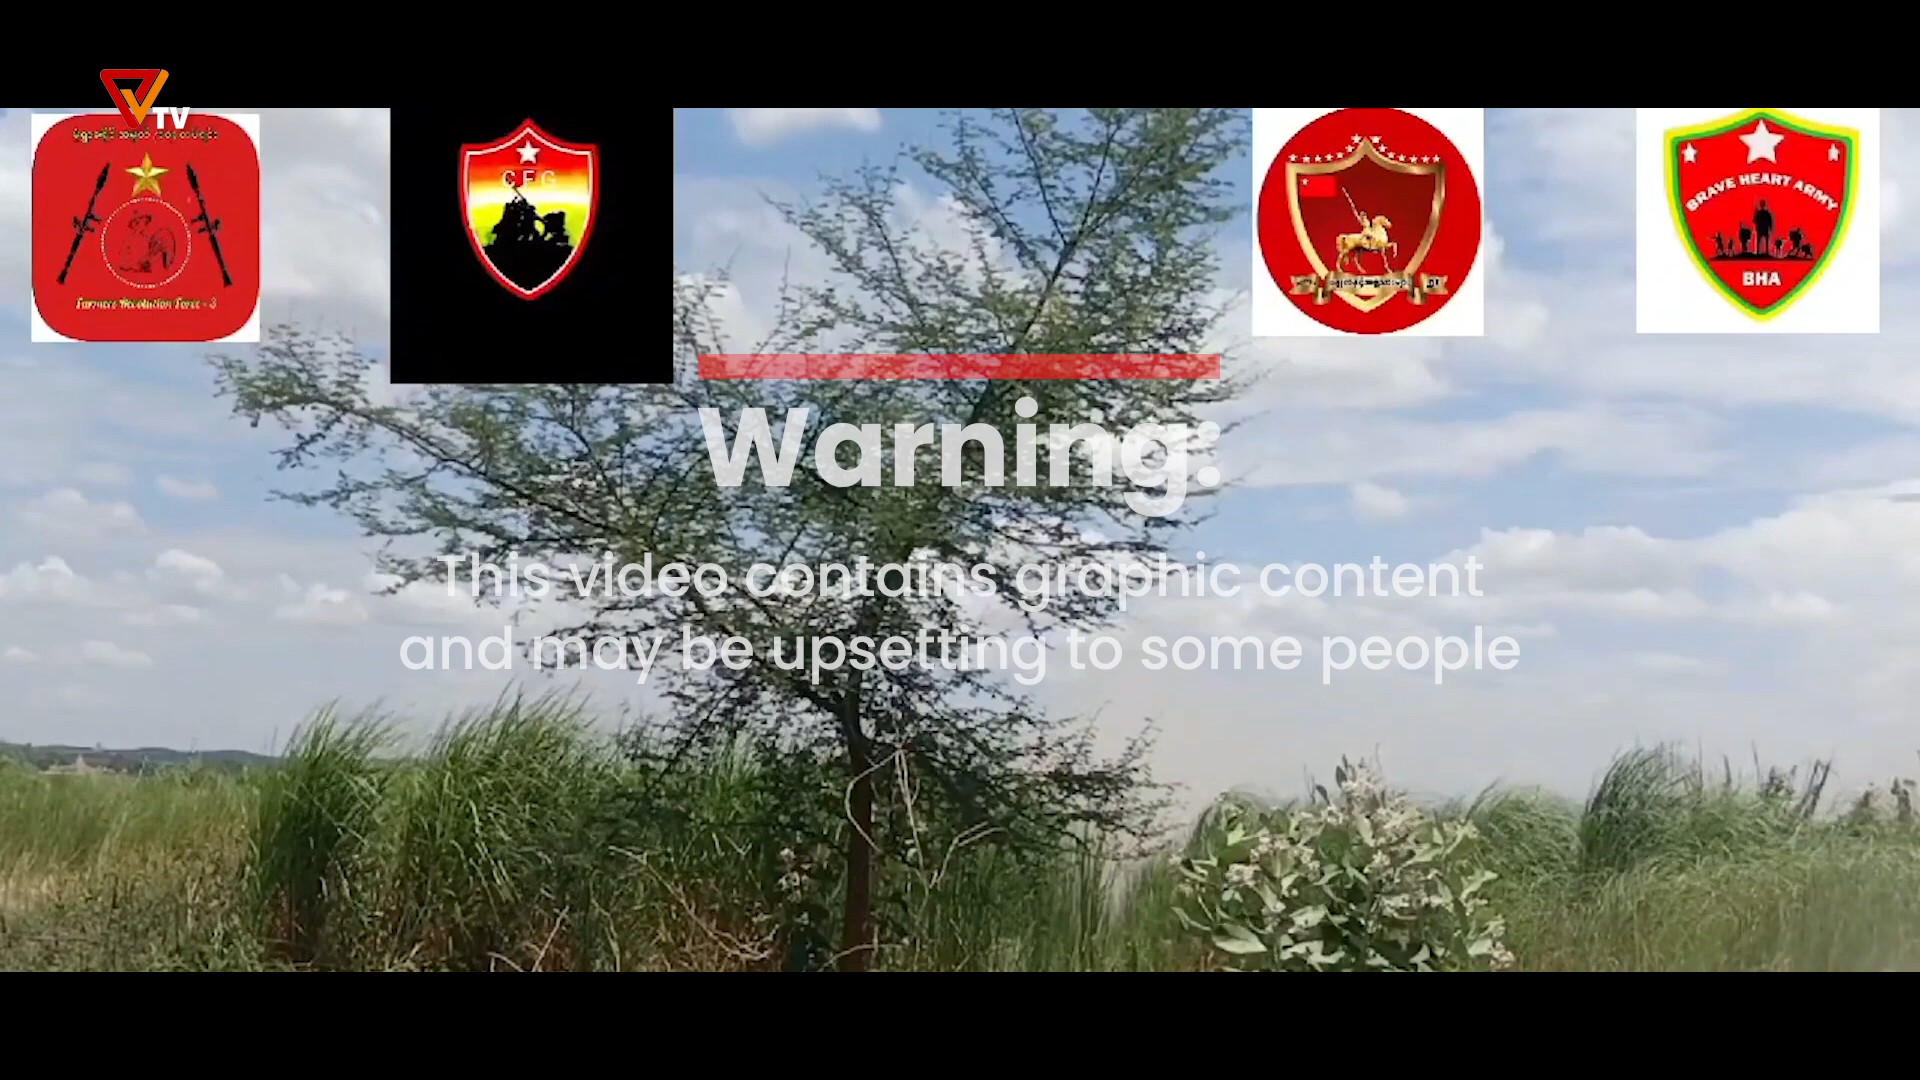 TV
Farmers Revolution Force - 3
CFG
BRAVE HEART ARMY
BHA
Warning:
This video contains graphic content
and may be upsetting to some people